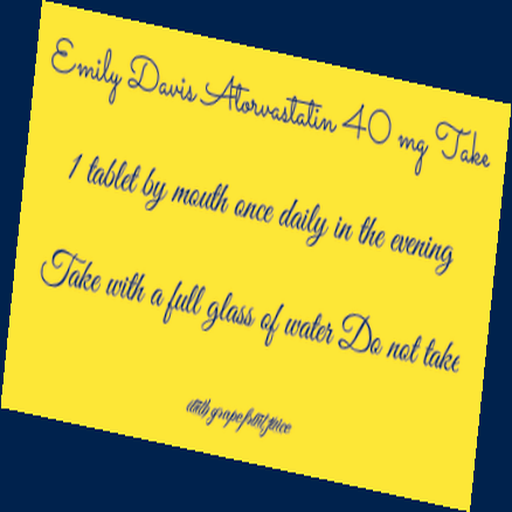 Emily Davis Atorvastatin 40 mg Take
1 tablet by mouth once daily in the evening
Take with a full glass of water Do not take
with grapefruit juice